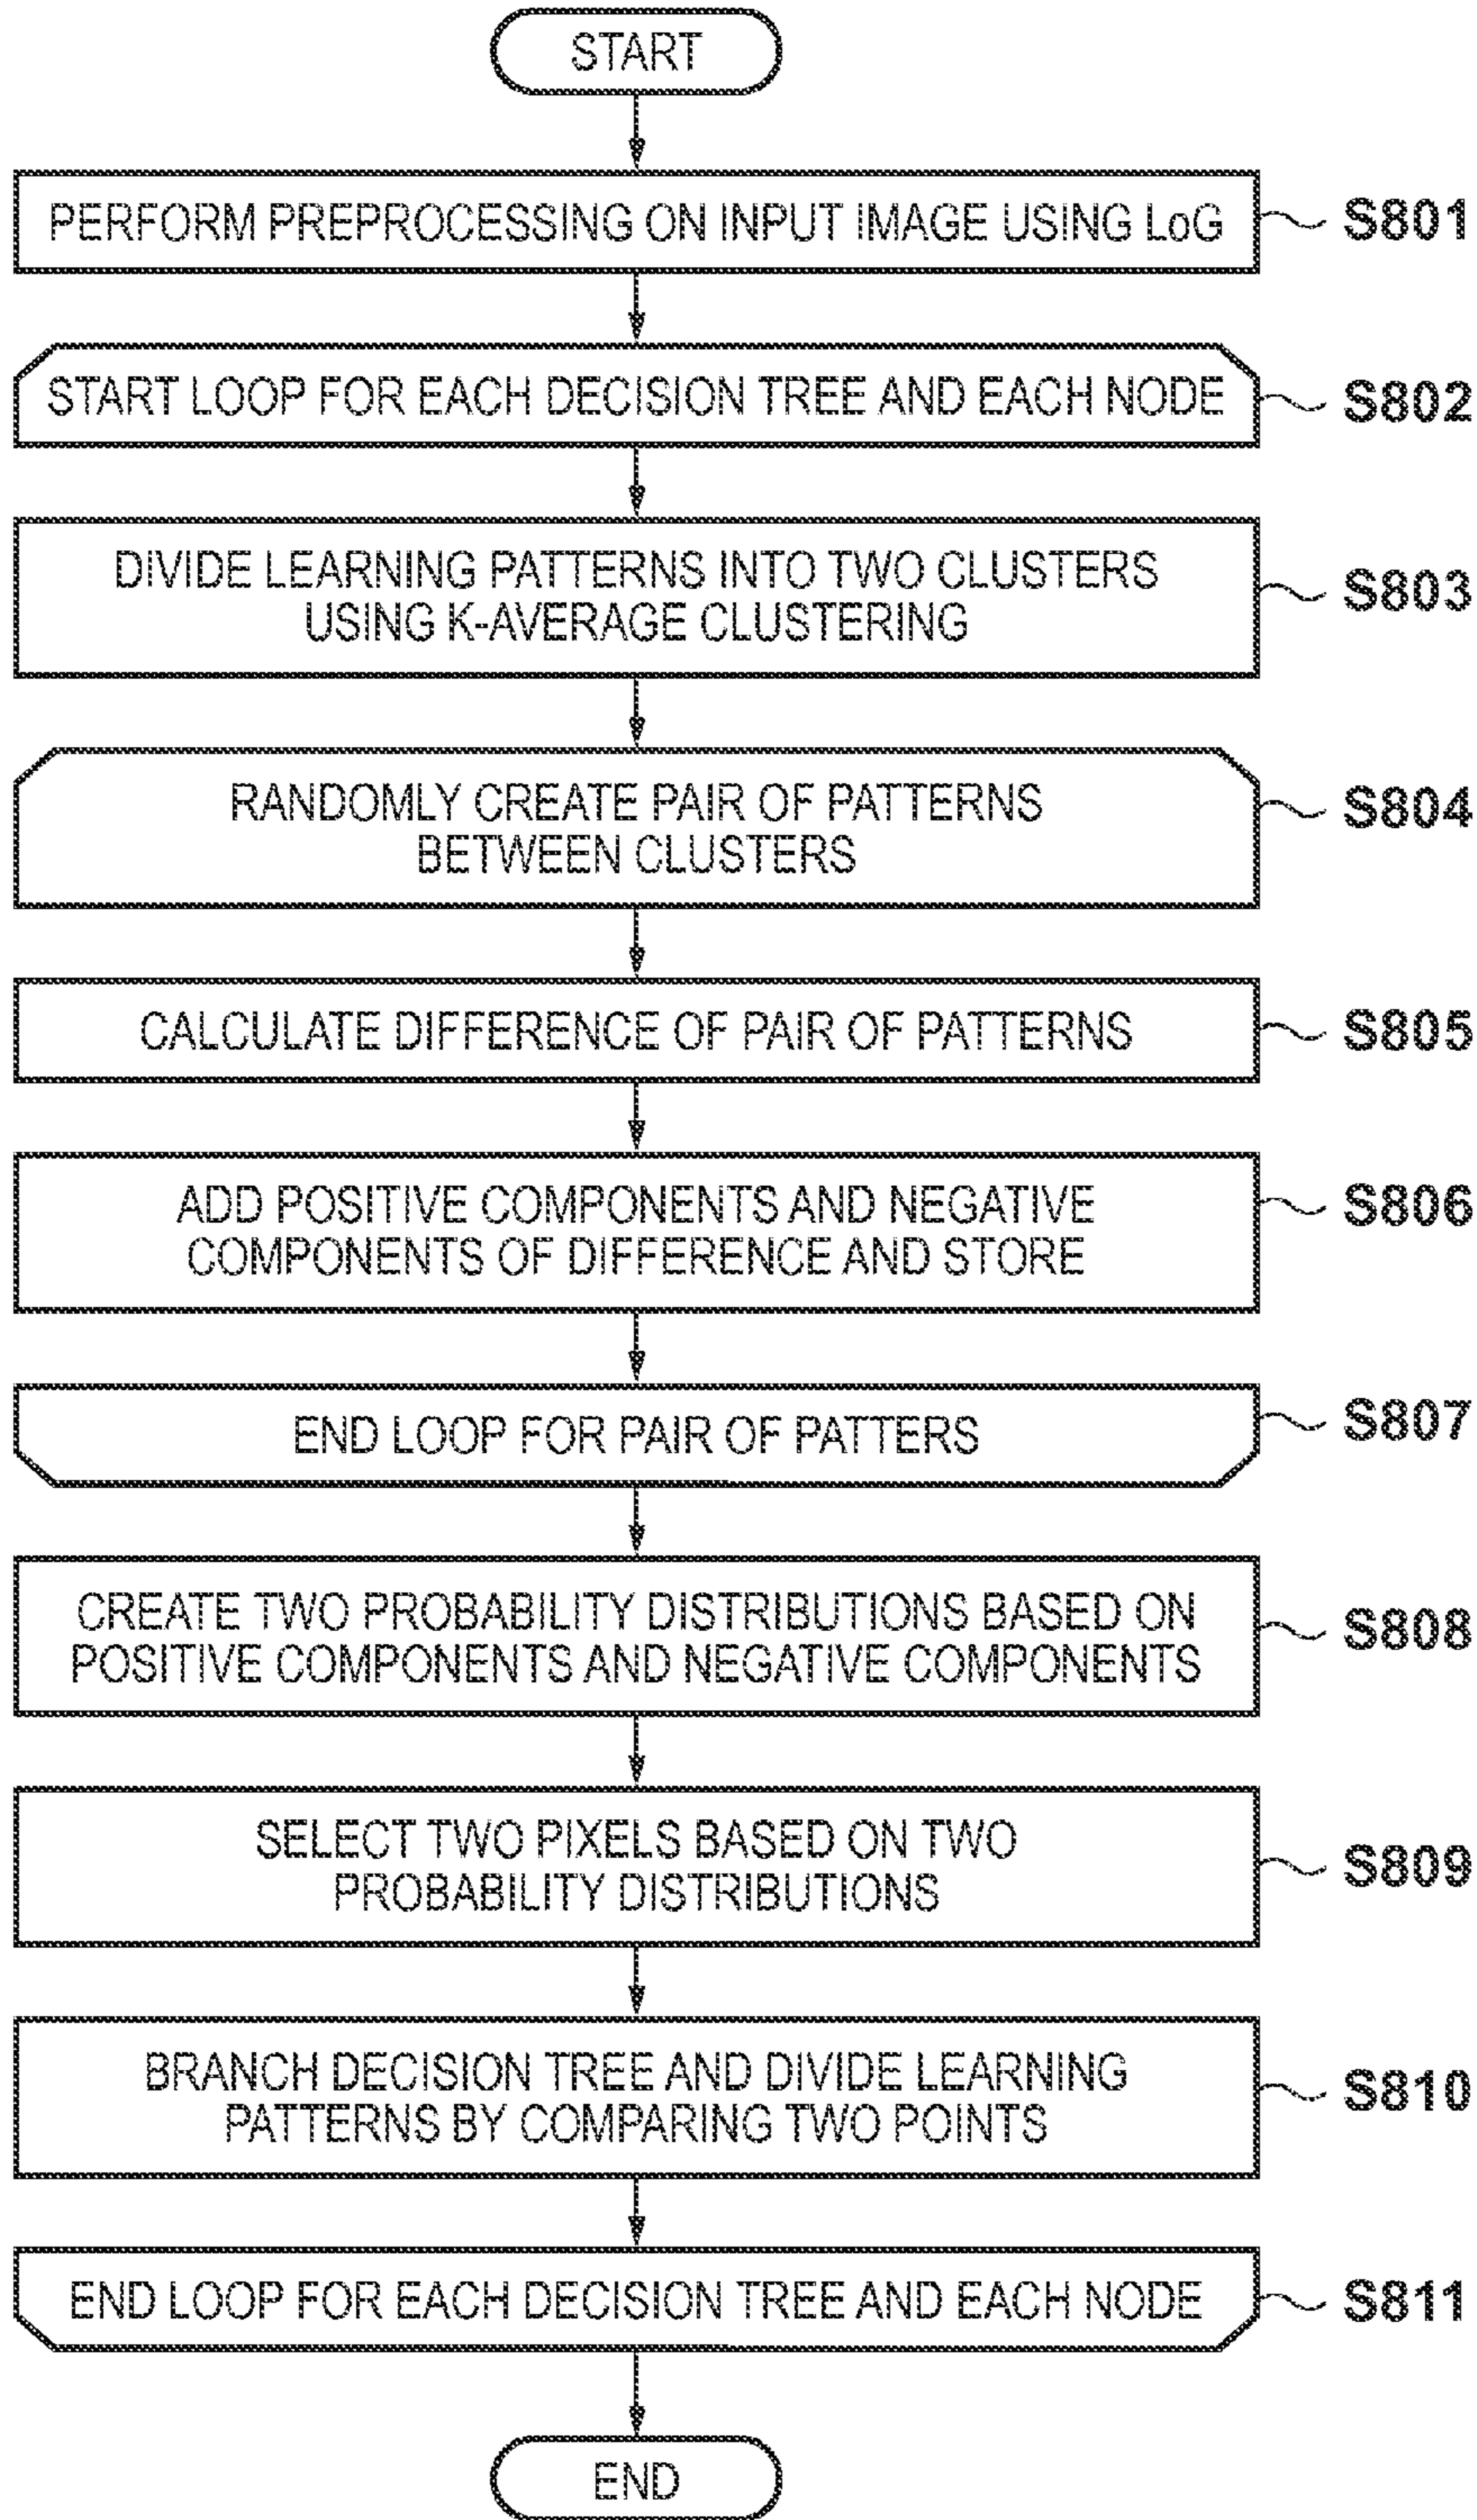 START
PERFORM PREPROCESSING ON INPUT IMAGE USING LoG
S801
START LOOP FOR EACH DECISION TREE AND EACH NODE
S802
DIVIDE LEARNING PATTERNS INTO TWO CLUSTERS
USING K-AVERAGE CLUSTERING
S803
RANDOMLY CREATE PAIR OF PATTERNS
BETWEEN CLUSTERS
S804
CALCULATE DIFFERENCE OF PAIR OF PATTERNS
S805
ADD POSITIVE COMPONENTS AND NEGATIVE
COMPONENTS OF DIFFERENCE AND STORE
S806
END LOOP FOR PAIR OF PATTERS
S807
CREATE TWO PROBABILITY DISTRIBUTIONS BASED ON
POSITIVE COMPONENTS AND NEGATIVE COMPONENTS
S808
SELECT TWO PIXELS BASED ON TWO
PROBABILITY DISTRIBUTIONS
S809
BRANCH DECISION TREE AND DIVIDE LEARNING
PATTERNS BY COMPARING TWO POINTS
S810
END LOOP FOR EACH DECISION TREE AND EACH NODE
S811
END